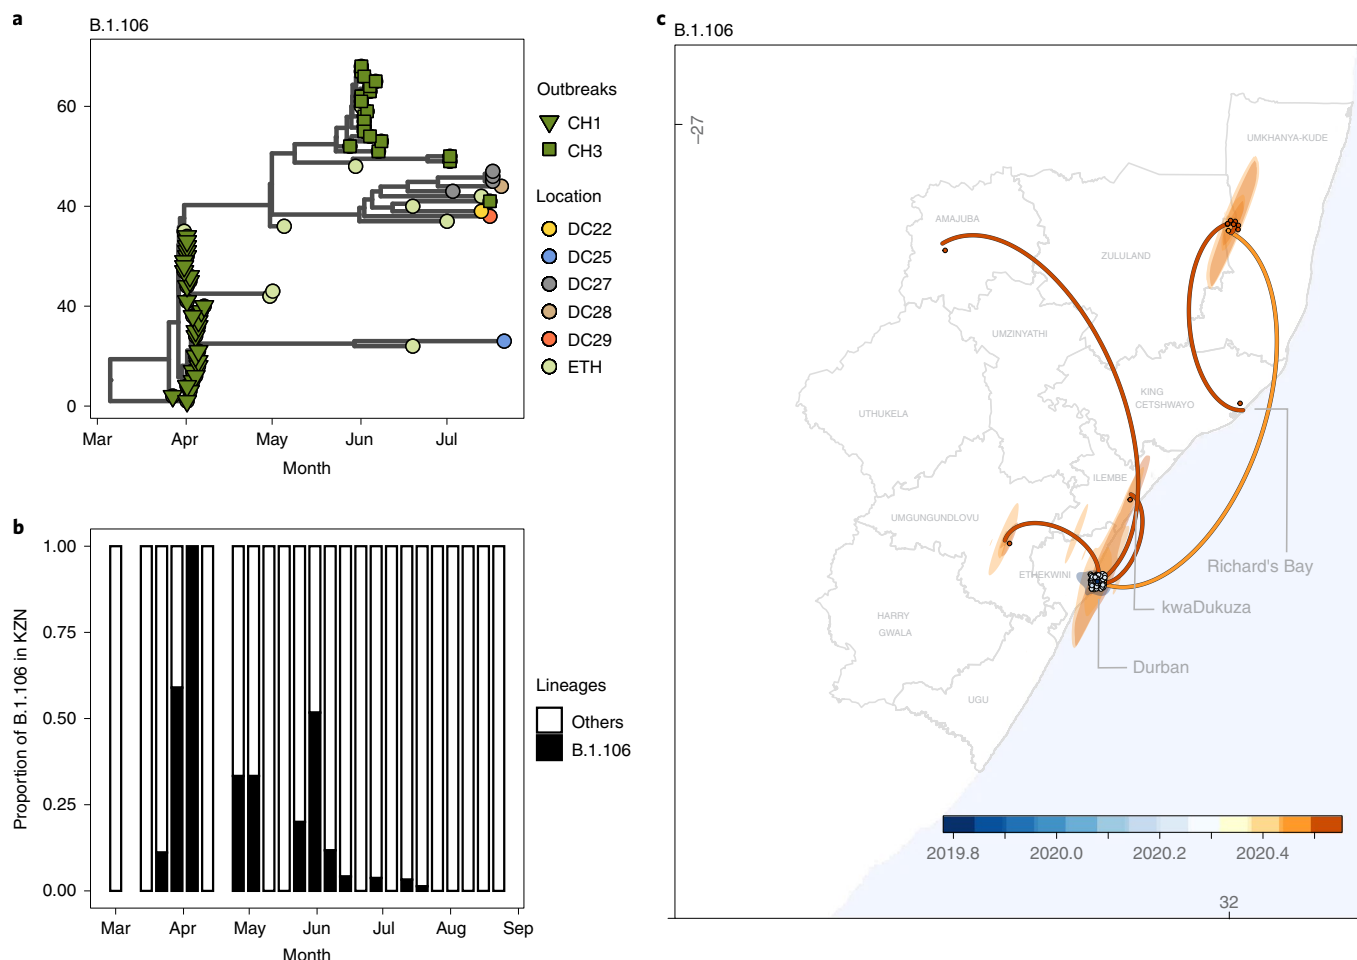 a
B.1.106
60
40
40
0
Mar
Apr
May
Jun
Jul
Month
Outbreaks
CH1
CH3
Location
DC22
DC25
DC27
DC28
DC29
ETH
b
1.00
0.75
0.50
0.25
0.00
Proportion of B.1.106 in KZN
Mar
Apr
May
Jun
Jul
Aug
Sep
Month
Lineages
Others
B.1.106
c
B.1.106
–27
UMKHANYA-KUDE
AMAJUBA
ZULULAND
UMZINYATHI
KING
CETSHWAYO
UTHUKELA
ILEMBE
UMGUNGUNDLOVU
ETHEKWINI
Richard's Bay
kwaDukuza
HARRY
GWALA
Durban
UGU
2019.8
2020.0
2020.2
2020.4
32